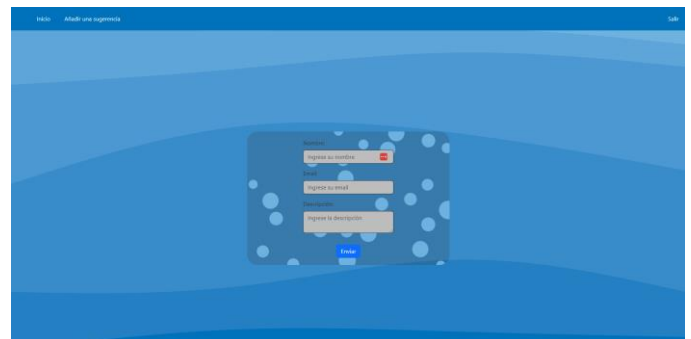 Inicio Añadir una sugerencia Salir
Nombre
Ingrese su nombre
Email
Ingrese su email
Descripción
Ingrese la descripción
Enviar